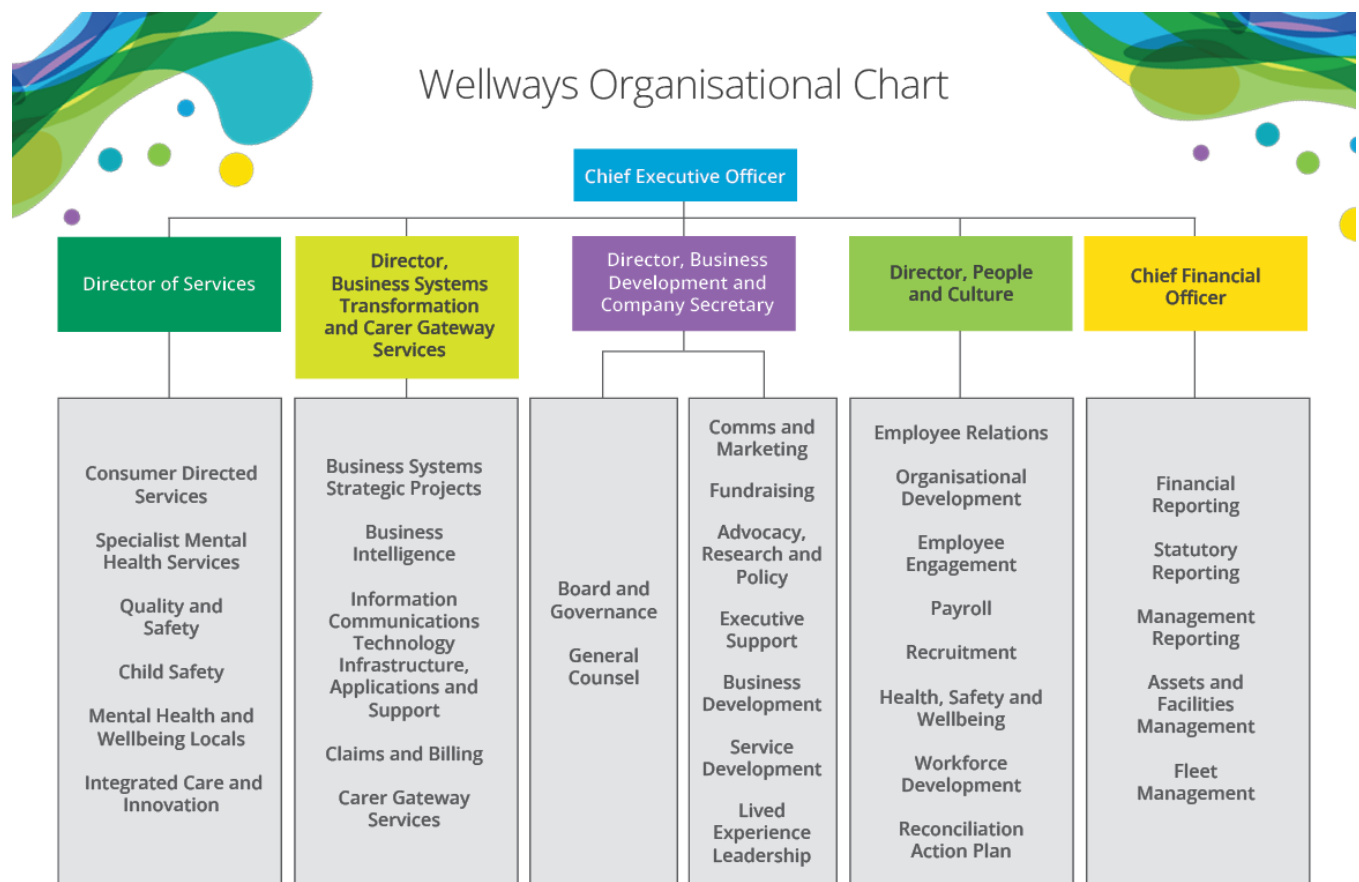 Wellways Organisational Chart
Chief Executive Officer
Director of Services
Director,
Business Systems
Transformation
and Carer Gateway
Services
Director, Business
Development and
Company Secretary
Director, People
and Culture
Chief Financial
Officer
Consumer Directed
Services
Specialist Mental
Health Services
Quality and
Safety
Child Safety
Mental Health and
Wellbeing Locals
Integrated Care and
Innovation
Business Systems
Strategic Projects
Business
Intelligence
Information
Communications
Technology
Infrastructure,
Applications and
Support
Claims and Billing
Carer Gateway
Services
Board and
Governance
General
Counsel
Comms and
Marketing
Fundraising
Advocacy,
Research and
Policy
Executive
Support
Business
Development
Service
Development
Lived
Experience
Leadership
Employee Relations
Organisational
Development
Employee
Engagement
Payroll
Recruitment
Health, Safety and
Wellbeing
Workforce
Development
Reconciliation
Action Plan
Financial
Reporting
Statutory
Reporting
Management
Reporting
Assets and
Facilities
Management
Fleet
Management